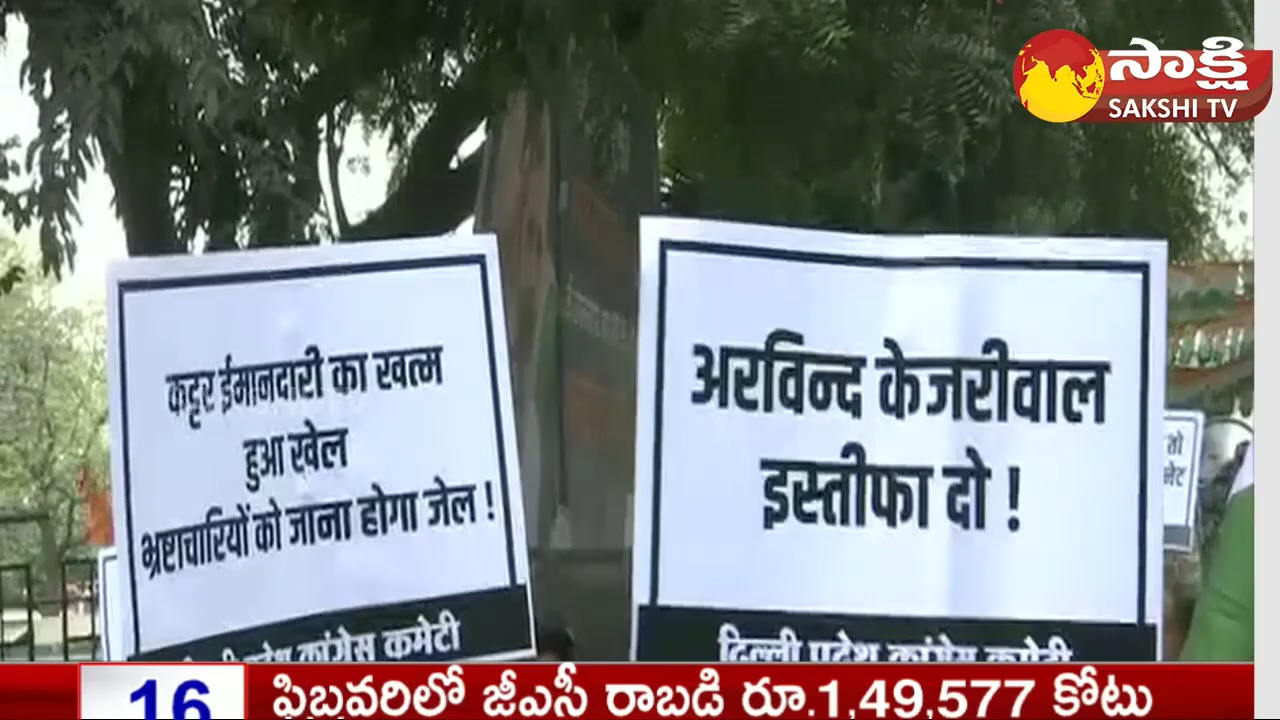 సాక్షి
SAKSHI TV
कट्टर ईमानदारी का खत्म
हुआ खेल
भ्रष्टाचारियों को जाना होगा जेल !
कांग्रेस कमेटी
अरविन्द केजरीवाल
इस्तीफा दो !
दिल्ली प्रदेश कांग्रेस कमेटी
16
ఫిబ్రవరిలో జీఎస్టీ రాబడి రూ.1,49,577 కోట్లు